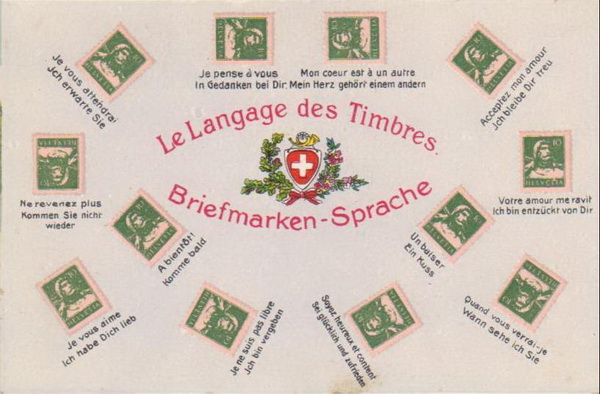 Je vous attendrai
Ich erwarte Sie
Je pense à vous
In Gedanken bei Dir
Mon coeur est à un autre
Mein Herz gehört einem andern
Acceptez mon amour
Ich bleibe Dir treu
Le Langage des Timbres.
Briefmarken-Sprache
Ne revenez plus
Kommen Sie nicht
wieder
Votre amour me ravit
Ich bin entzückt von Dir
A bientôt!
Komme bald
Un baiser
Ein Kuss
Je vous aime
Ich habe Dich lieb
Je ne suis pas libre
Ich bin vergeben
Soyez heureux et content
Sei glücklich und zufrieden
Quand vous verrai-je
Wann sehe ich Sie
HELVETIA
10